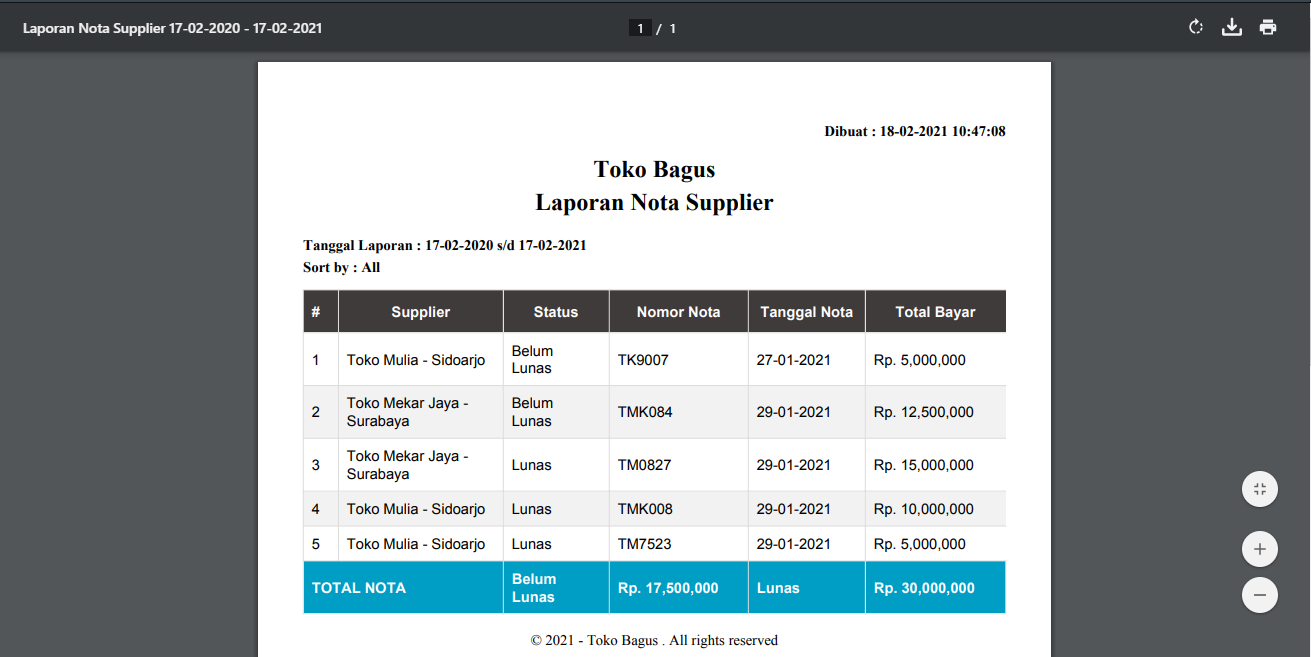 Laporan Nota Supplier 17-02-2020 - 17-02-2021
1 / 1
Dibuat : 18-02-2021 10:47:08
Toko Bagus
Laporan Nota Supplier
Tanggal Laporan : 17-02-2020 s/d 17-02-2021
Sort by : All
# Supplier Status Nomor Nota Tanggal Nota Total Bayar
1 Toko Mulia - Sidoarjo Belum Lunas TK9007 27-01-2021 Rp. 5,000,000
2 Toko Mekar Jaya - Surabaya Belum Lunas TMK084 29-01-2021 Rp. 12,500,000
3 Toko Mekar Jaya - Surabaya Lunas TM0827 29-01-2021 Rp. 15,000,000
4 Toko Mulia - Sidoarjo Lunas TMK008 29-01-2021 Rp. 10,000,000
5 Toko Mulia - Sidoarjo Lunas TM7523 29-01-2021 Rp. 5,000,000
TOTAL NOTA Belum Lunas Rp. 17,500,000 Lunas Rp. 30,000,000
© 2021 - Toko Bagus . All rights reserved